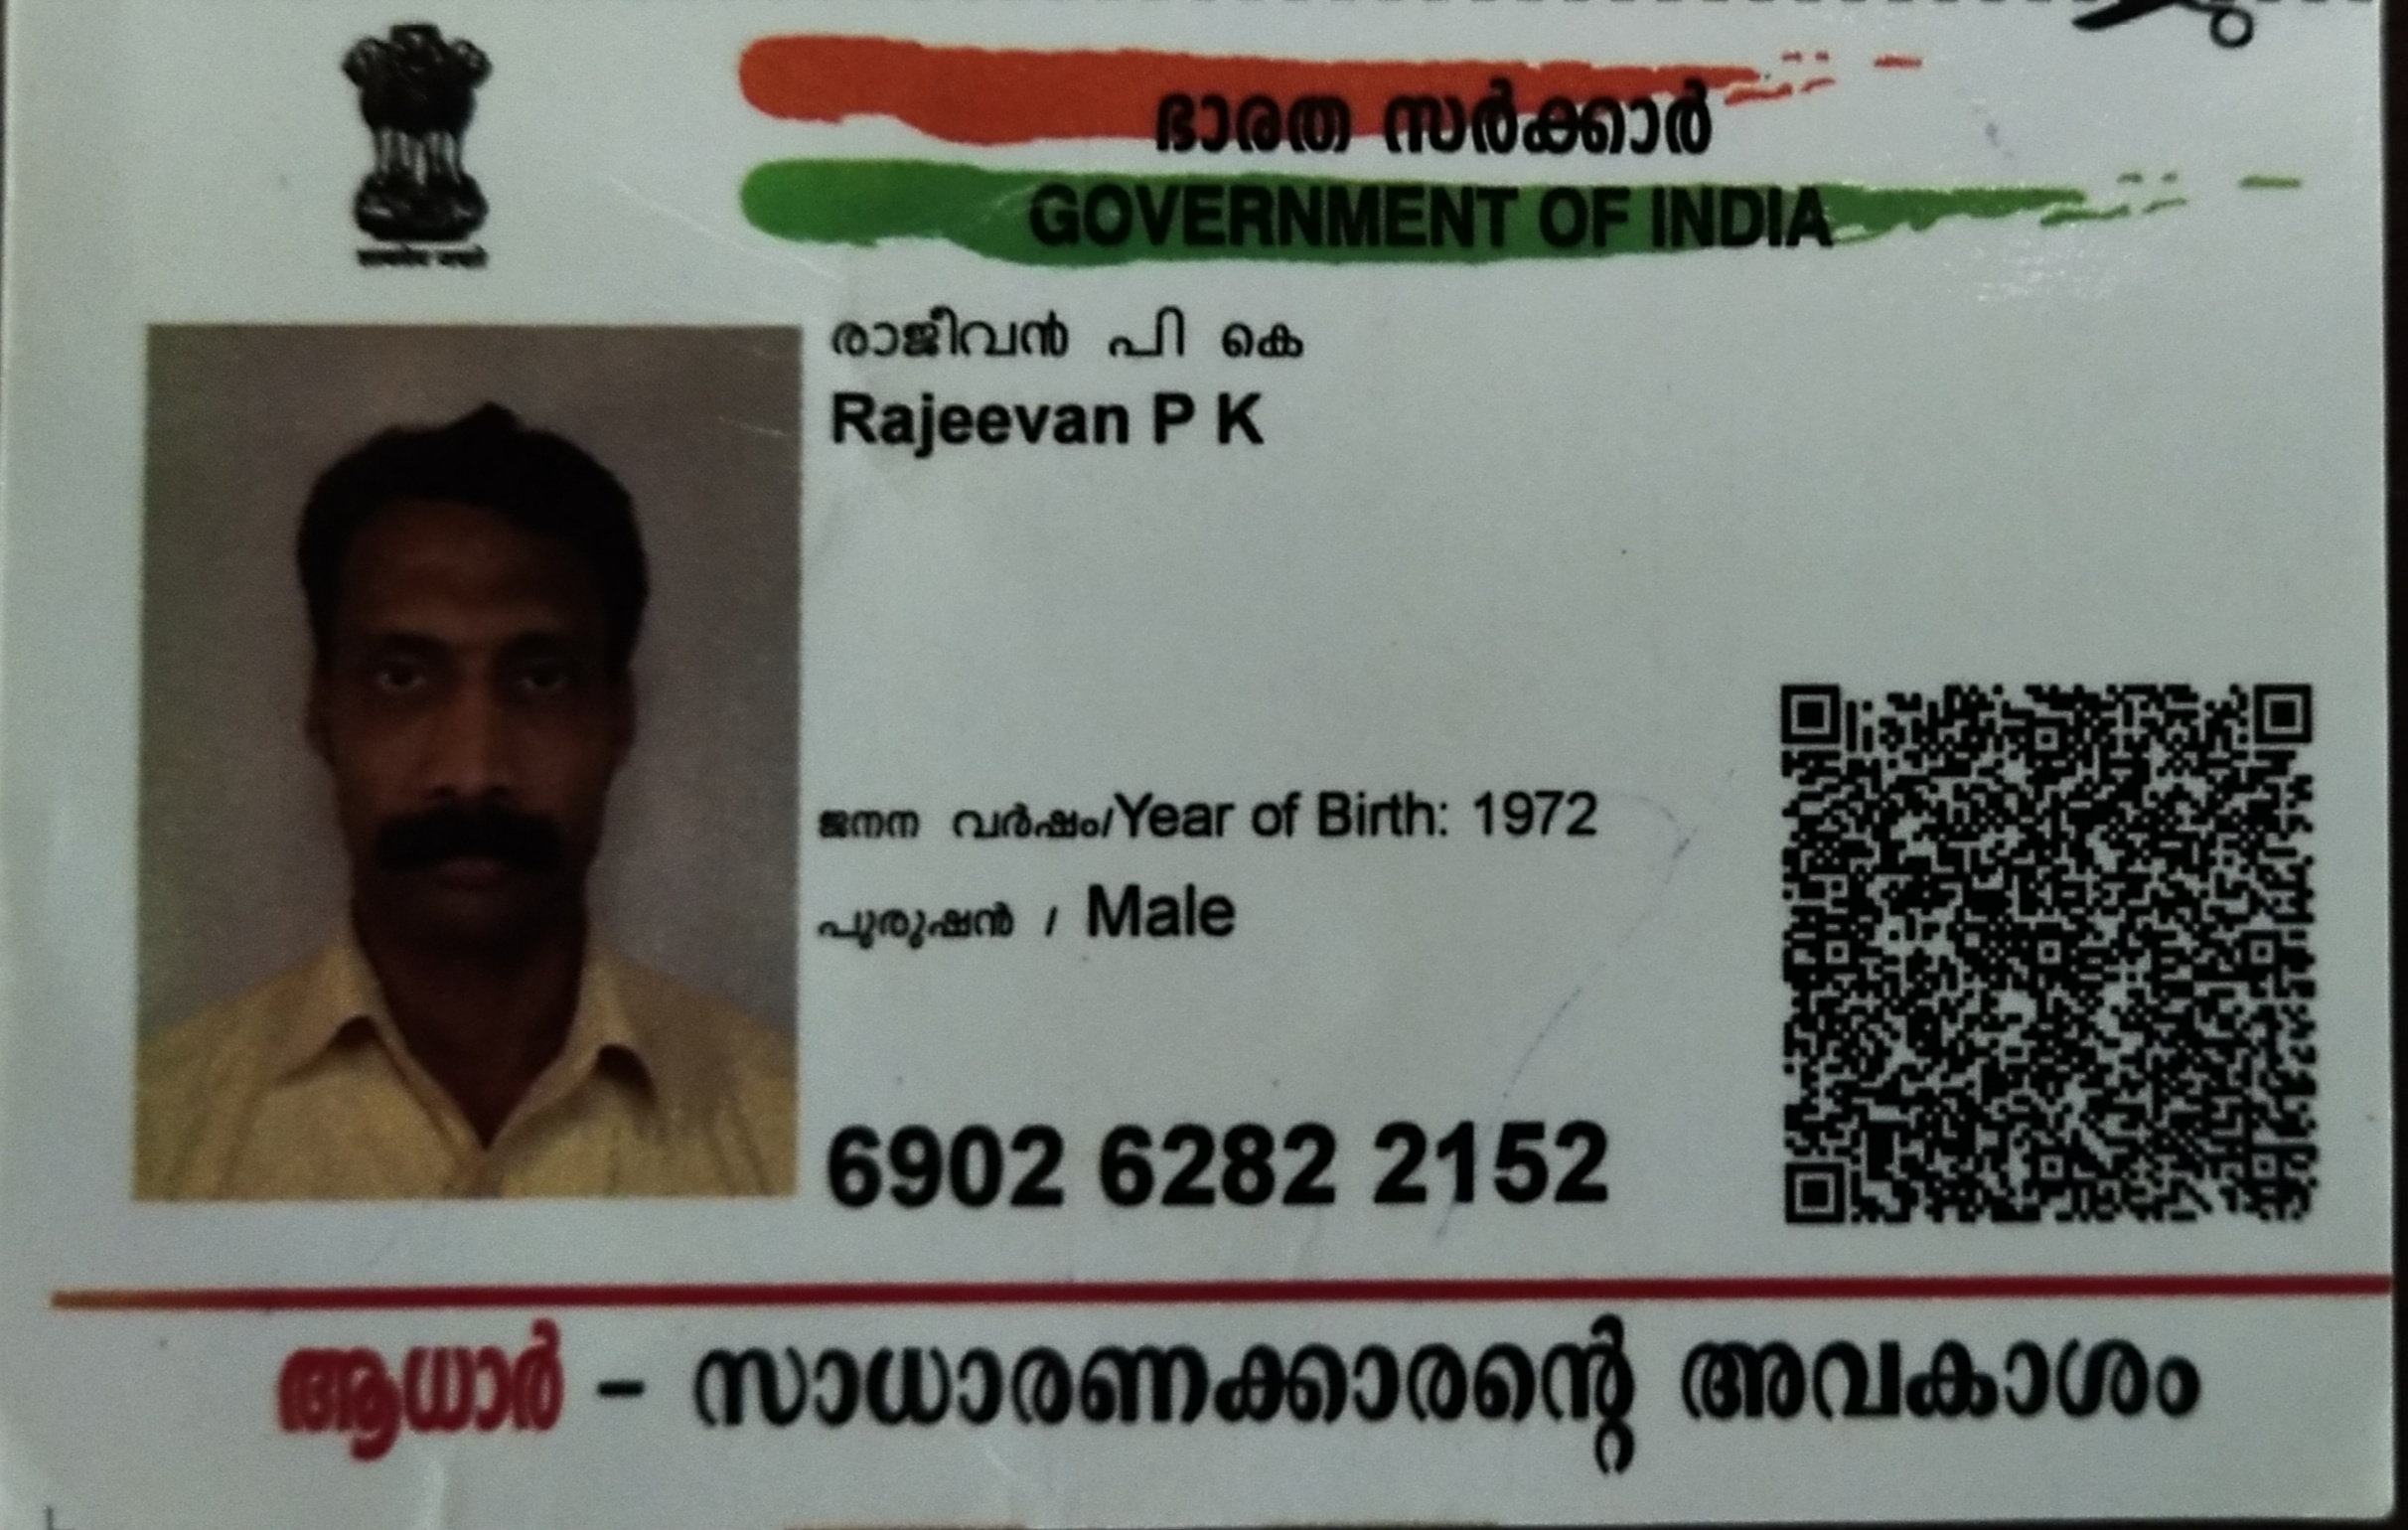 ഭാരത സർക്കാർ
GOVERNMENT OF INDIA
രാജീവൻ പി കെ
Rajeevan P K
ജനന വർഷം/Year of Birth: 1972
പുരുഷൻ / Male
6902 6282 2152
ആധാർ - സാധാരണക്കാരന്റെ അവകാശം